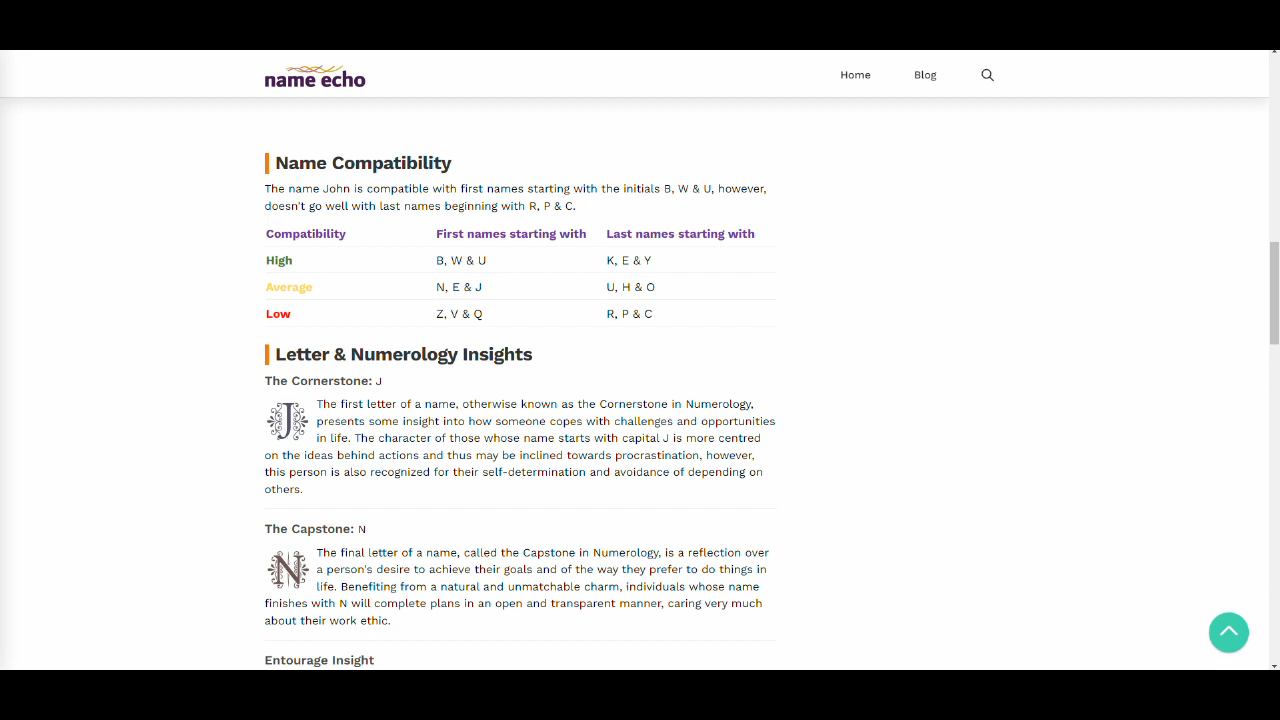 name echo
Home Blog
Name Compatibility
The name John is compatible with first names starting with the initials B, W & U, however,
doesn't go well with last names beginning with R, P & C.
Compatibility First names starting with Last names starting with
High B, W & U K, E & Y
Average N, E & J U, H & O
Low Z, V & Q R, P & C
Letter & Numerology Insights
The Cornerstone: J
J
The first letter of a name, otherwise known as the Cornerstone in Numerology,
presents some insight into how someone copes with challenges and opportunities
in life. The character of those whose name starts with capital J is more centred
on the ideas behind actions and thus may be inclined towards procrastination, however,
this person is also recognized for their self-determination and avoidance of depending on
others.
The Capstone: N
N
The final letter of a name, called the Capstone in Numerology, is a reflection over
a person's desire to achieve their goals and of the way they prefer to do things in
life. Benefiting from a natural and unmatchable charm, individuals whose name
finishes with N will complete plans in an open and transparent manner, caring very much
about their work ethic.
Entourage Insight